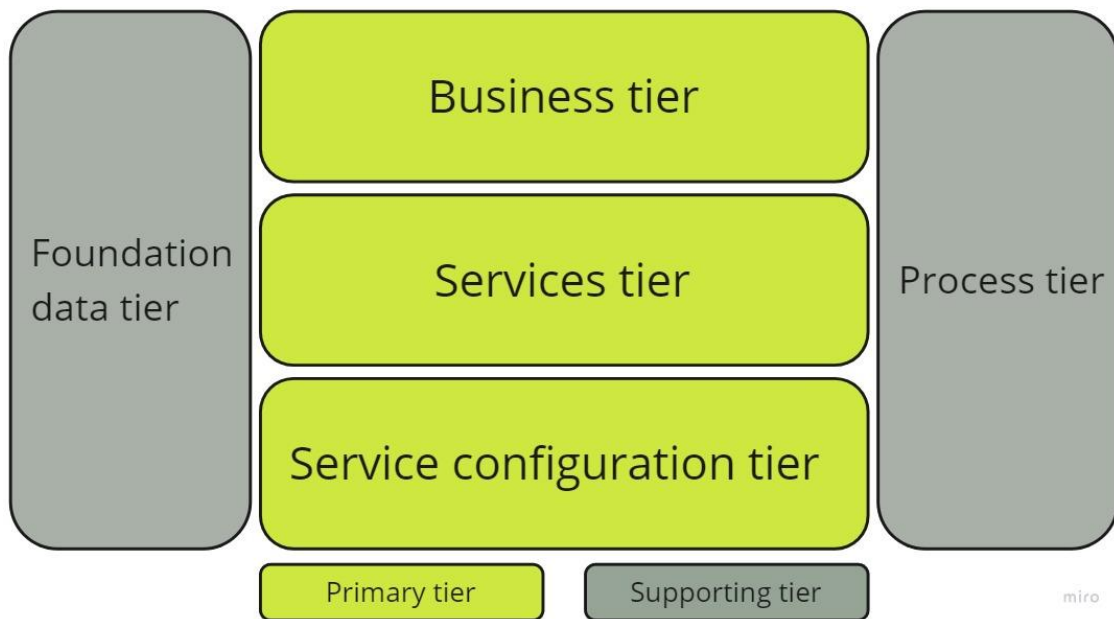 Business tier
Foundation
data tier
Services tier
Process tier
Service configuration tier
Primary tier
Supporting tier
miro